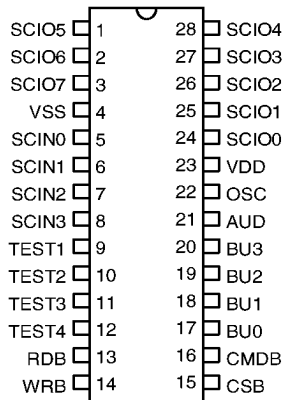 SCIO5 1 28 SCIO4
SCIO6 2 27 SCIO3
SCIO7 3 26 SCIO2
VSS 4 25 SCIO1
SCIN0 5 24 SCIO0
SCIN1 6 23 VDD
SCIN2 7 22 OSC
SCIN3 8 21 AUD
TEST1 9 20 BU3
TEST2 10 19 BU2
TEST3 11 18 BU1
TEST4 12 17 BU0
RDB 13 16 CMDB
WRB 14 15 CSB